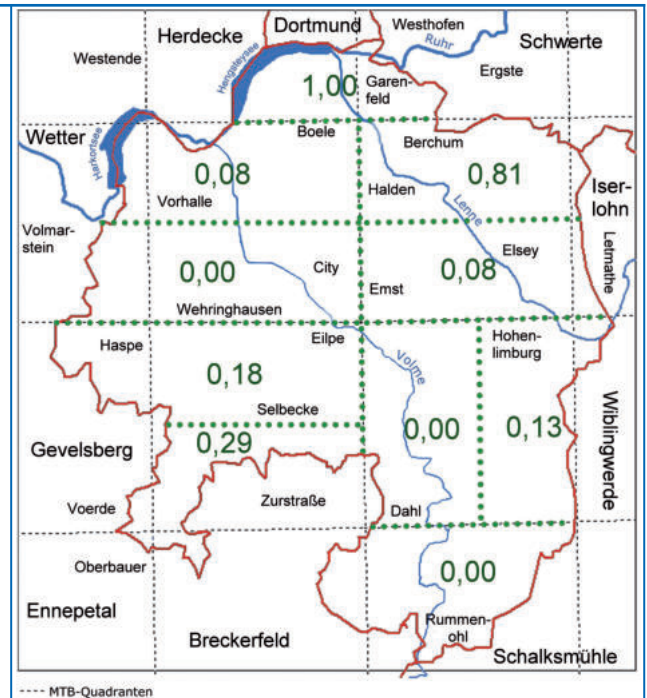 Dortmund
Westhofen
Herdecke
Schwerte
Ruhr
Westende
Hengsteysee
Ergste
1,00
Garen-
feld
Wetter
Harkortsee
Boele
Berchum
0,08
0,81
Iser-
lohn
Vorhalle
Halden
Lenne
Volmar-
stein
Letmathe
0,00
City
Elsey
0,08
Emst
Wehringhausen
Eilpe
Haspe
Hohen-
limburg
Volme
0,18
Selbecke
Wiblingwerde
0,00
0,13
Gevelsberg
0,29
Zurstraße
Voerde
Dahl
Oberbauer
0,00
Ennepetal
Rummen-
ohl
Breckerfeld
Schalksmühle
---- MTB-Quadranten